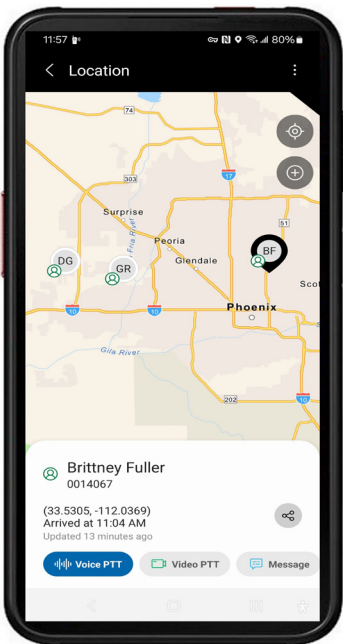 11:57
80%
Location
74
303
17
Surprise
51
Fria River
Peoria
DG
GR
Glendale
BF
Scot
10
10
Phoenix
Gila River
202
10
Brittney Fuller
0014067
(33.5305, -112.0369)
Arrived at 11:04 AM
Updated 13 minutes ago
Voice PTT
Video PTT
Message